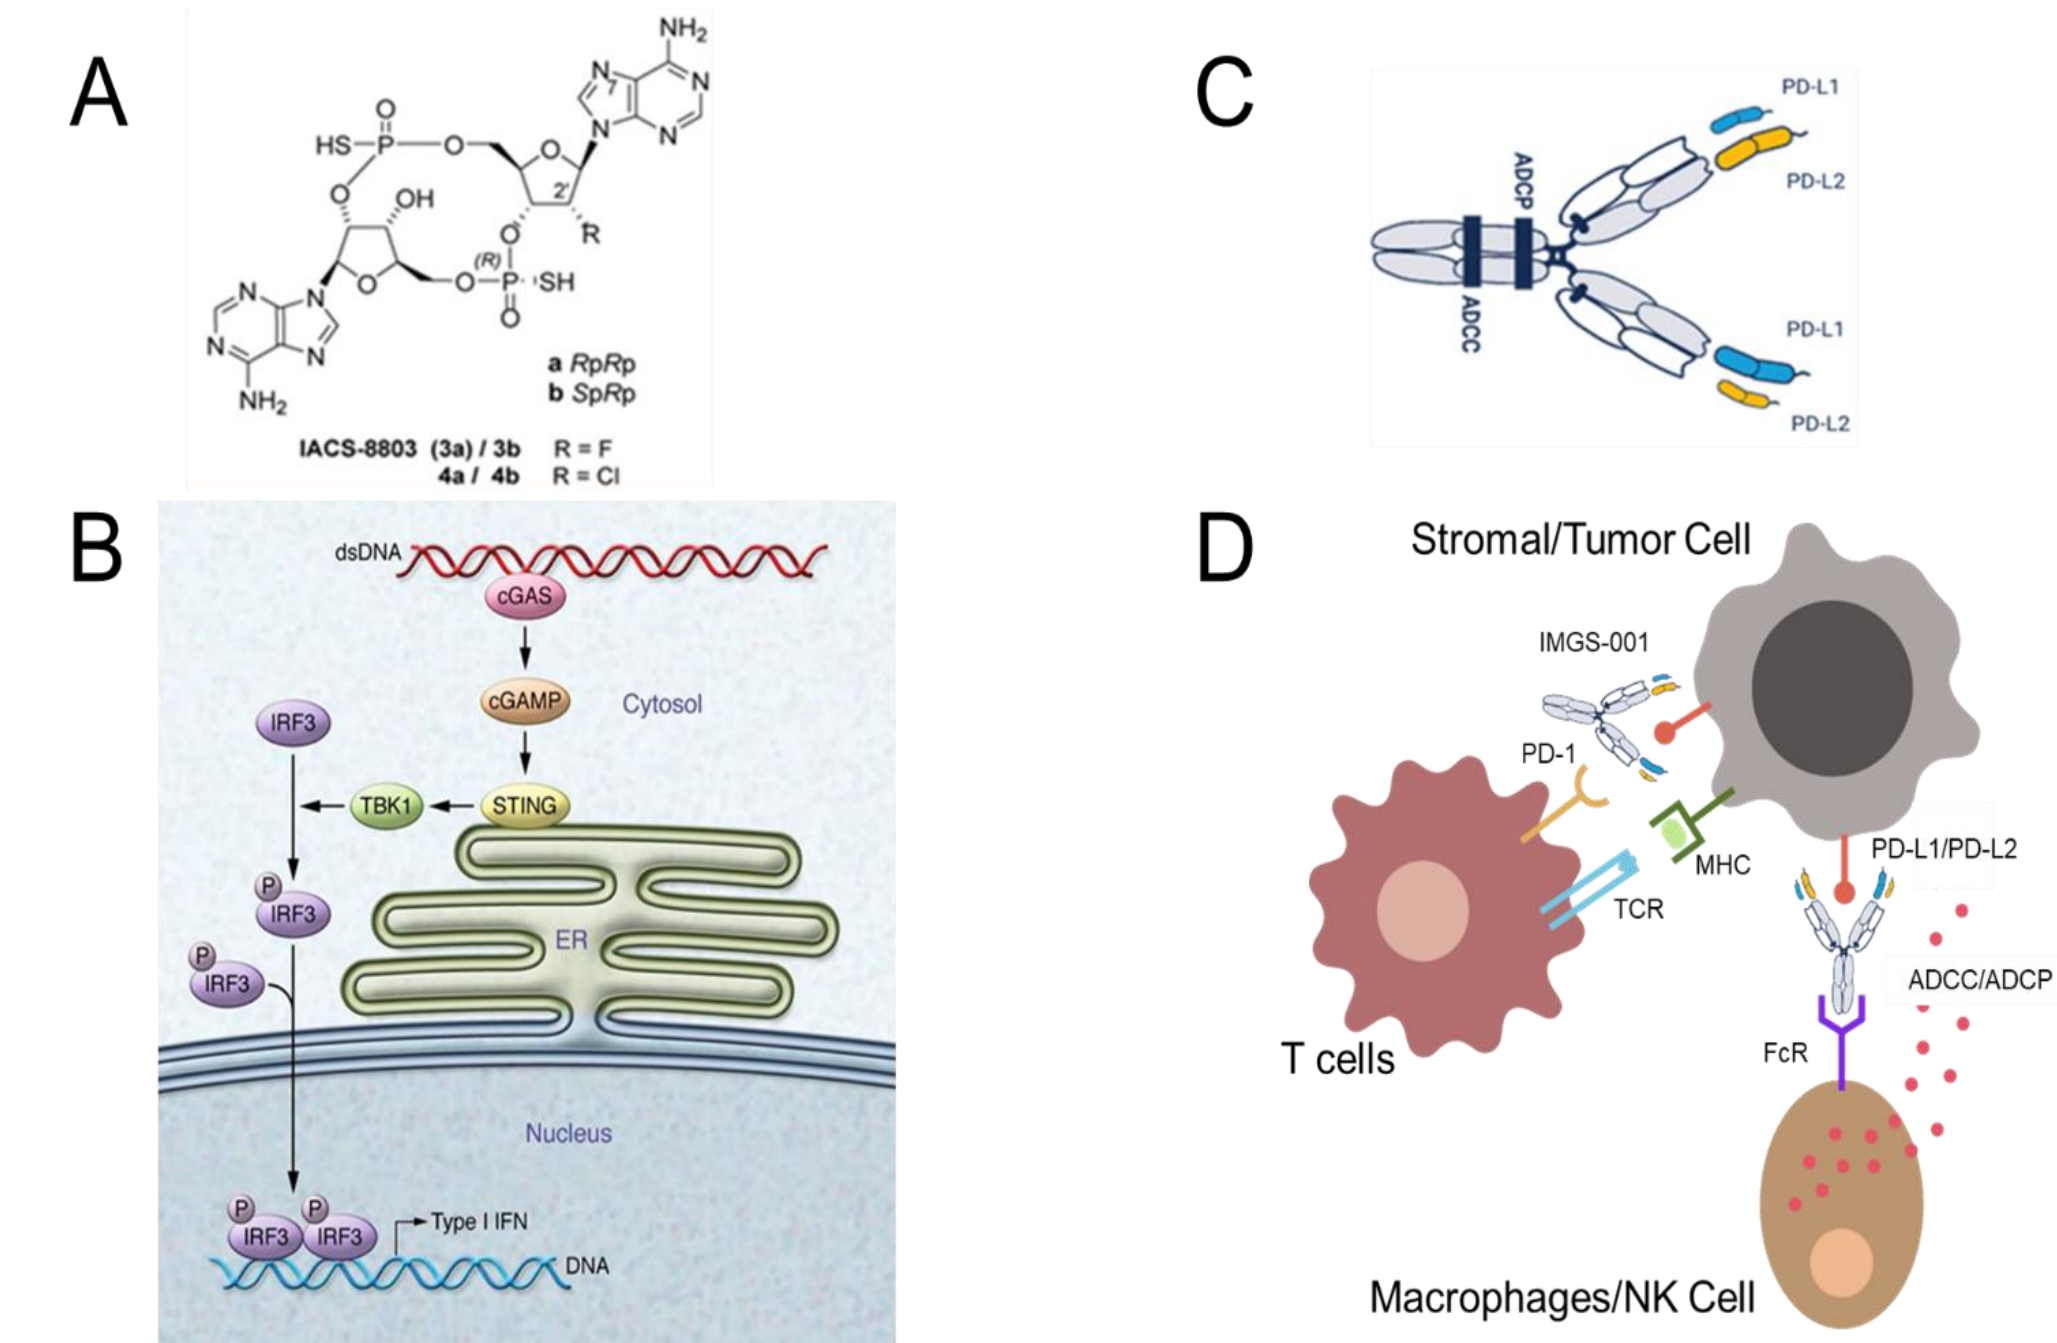 A
NH₂
N
7
N
N
N
O
HS
P
O
O
2'
O
OH
R
O
(R)
O
P
SH
O
O
N
N
N
N
NH₂
a RpRp
b SpRp
IACS-8803 (3a) / 3b R = F
4a / 4b R = Cl
B
dsDNA
cGAS
cGAMP
Cytosol
IRF3
TBK1
STING
P
IRF3
ER
P
IRF3
Nucleus
P
P
IRF3
IRF3
Type I IFN
DNA
C
PD-L1
PD-L2
ADCP
ADCC
PD-L1
PD-L2
D
Stromal/Tumor Cell
IMGS-001
PD-1
MHC
PD-L1/PD-L2
TCR
ADCC/ADCP
T cells
FcR
Macrophages/NK Cell